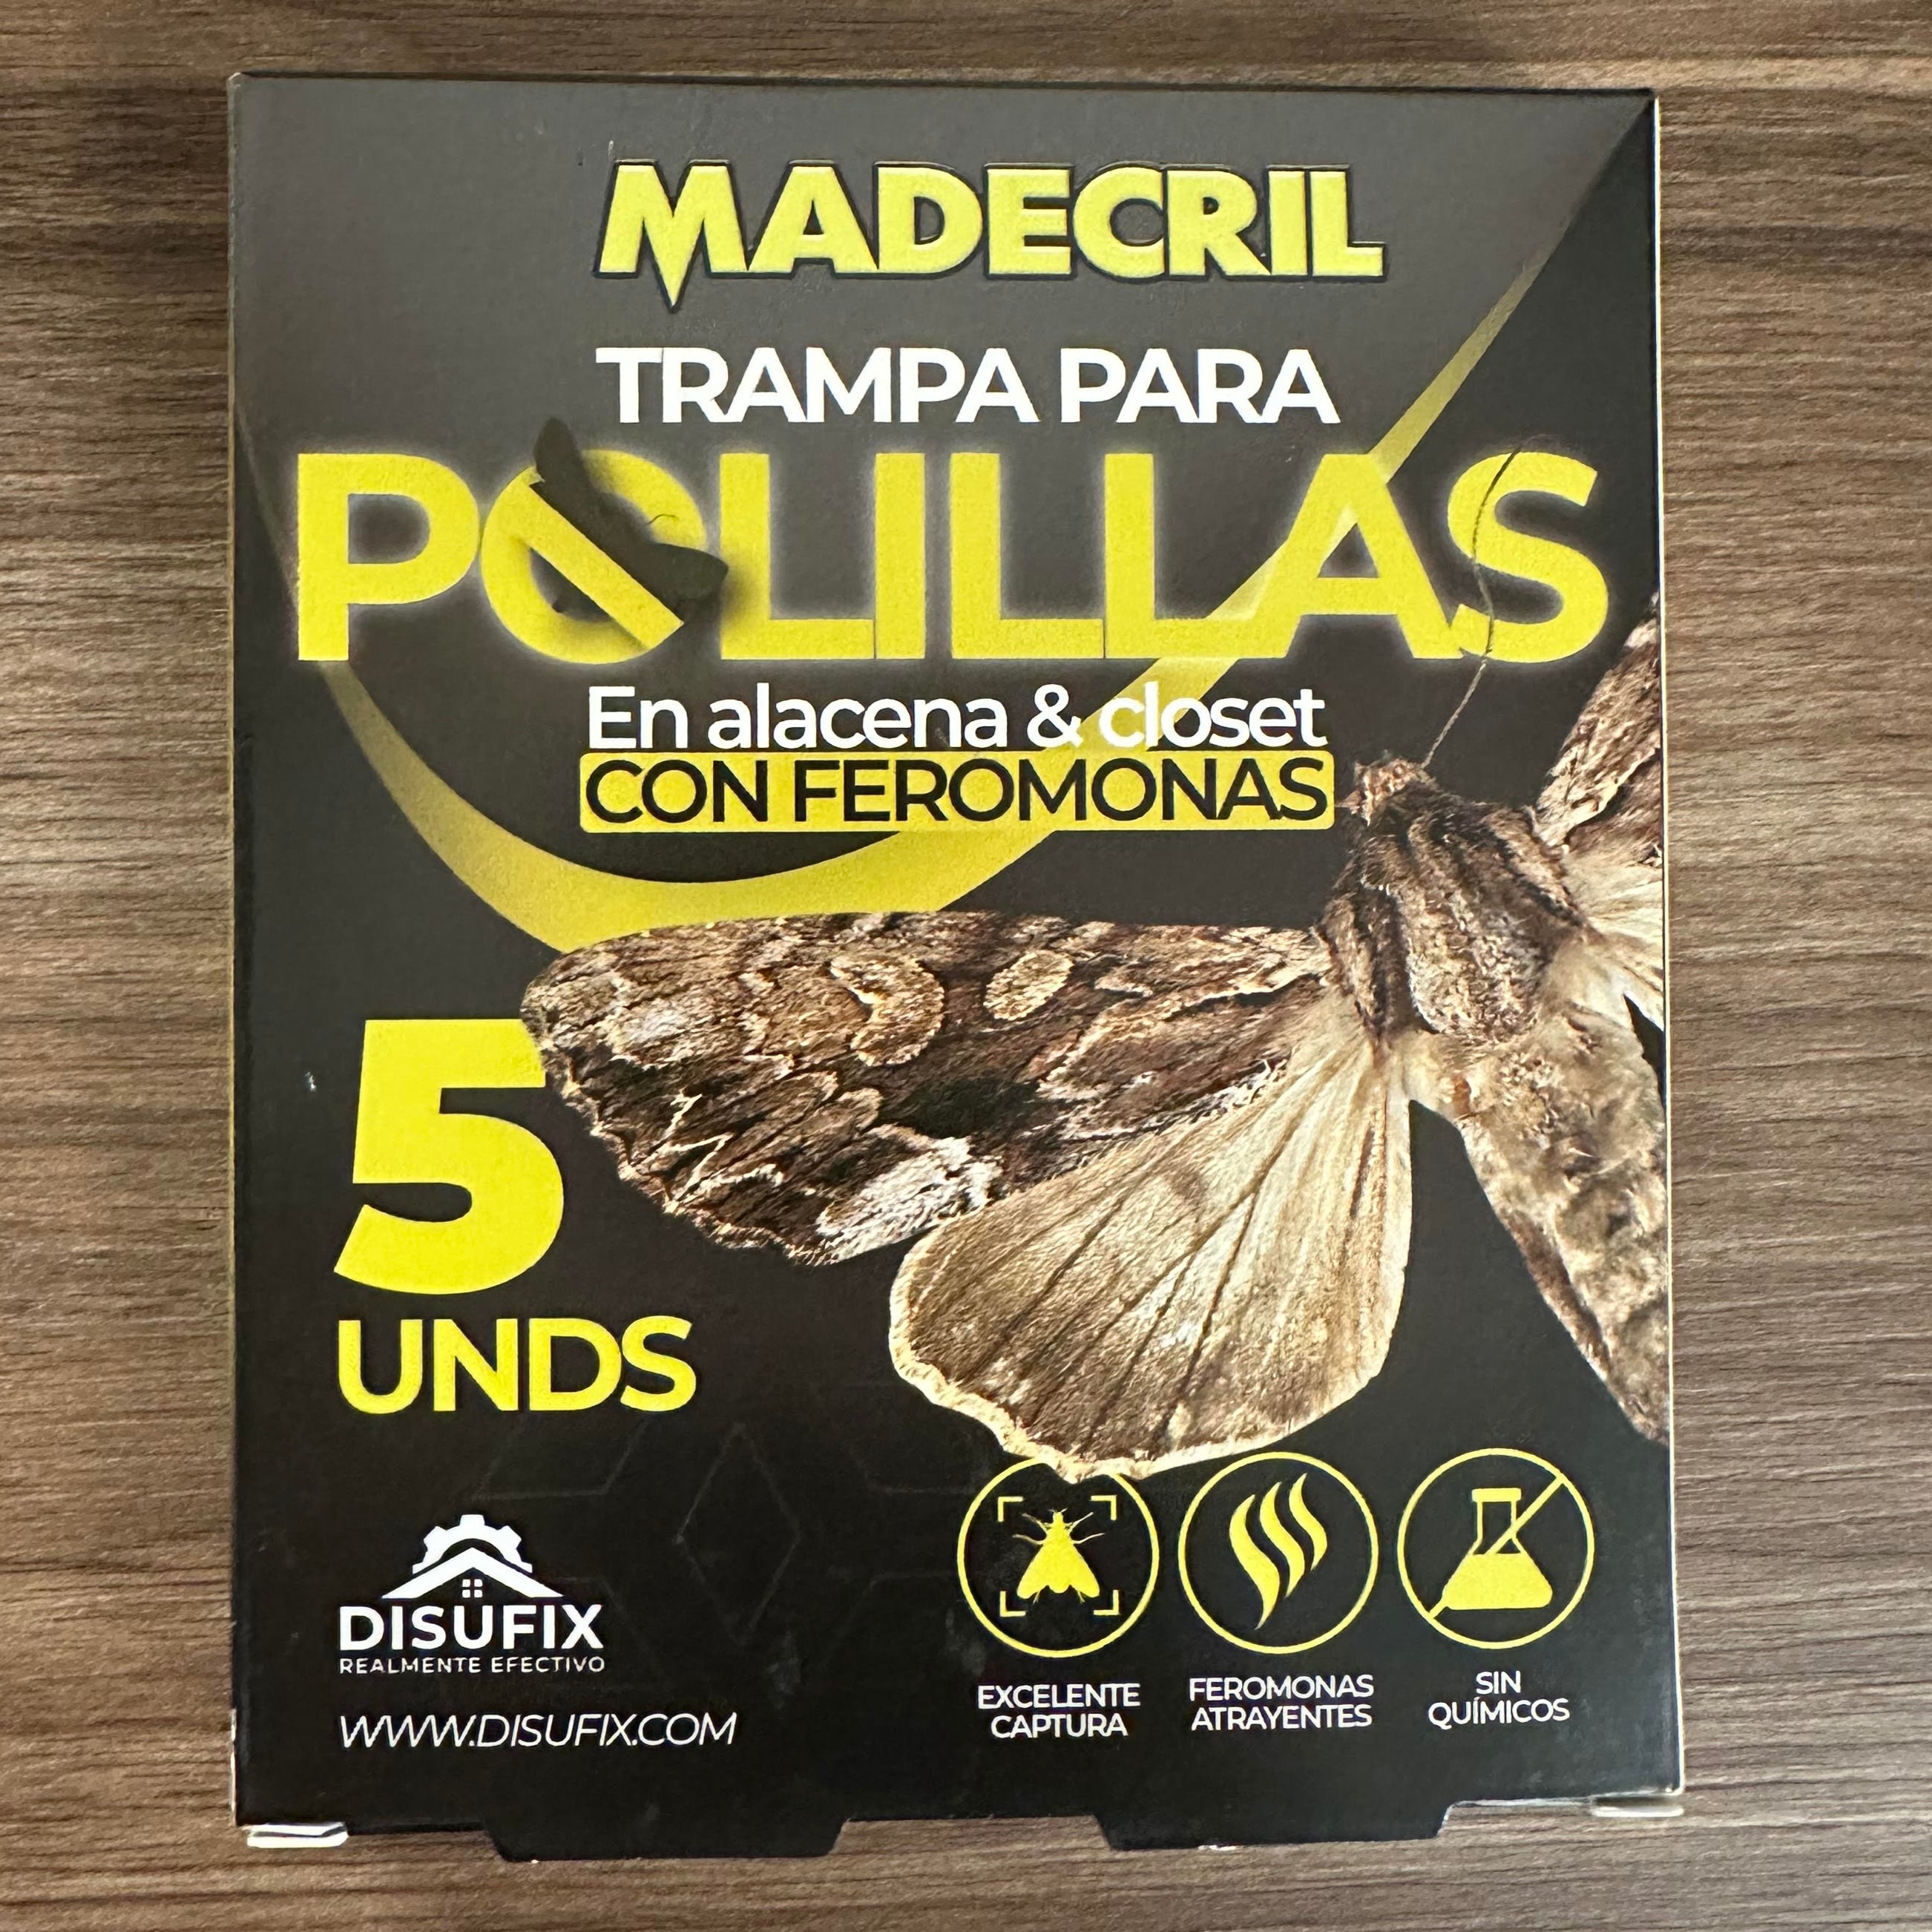 MADECRIL
TRAMPA PARA
POLILLAS
En alacena & closet
CON FEROMONAS
5
UNDS
DISUFIX
REALMENTE EFECTIVO
WWW.DISUFIX.COM
EXCELENTE
CAPTURA
FEROMONAS
ATRAYENTES
SIN
QUÍMICOS